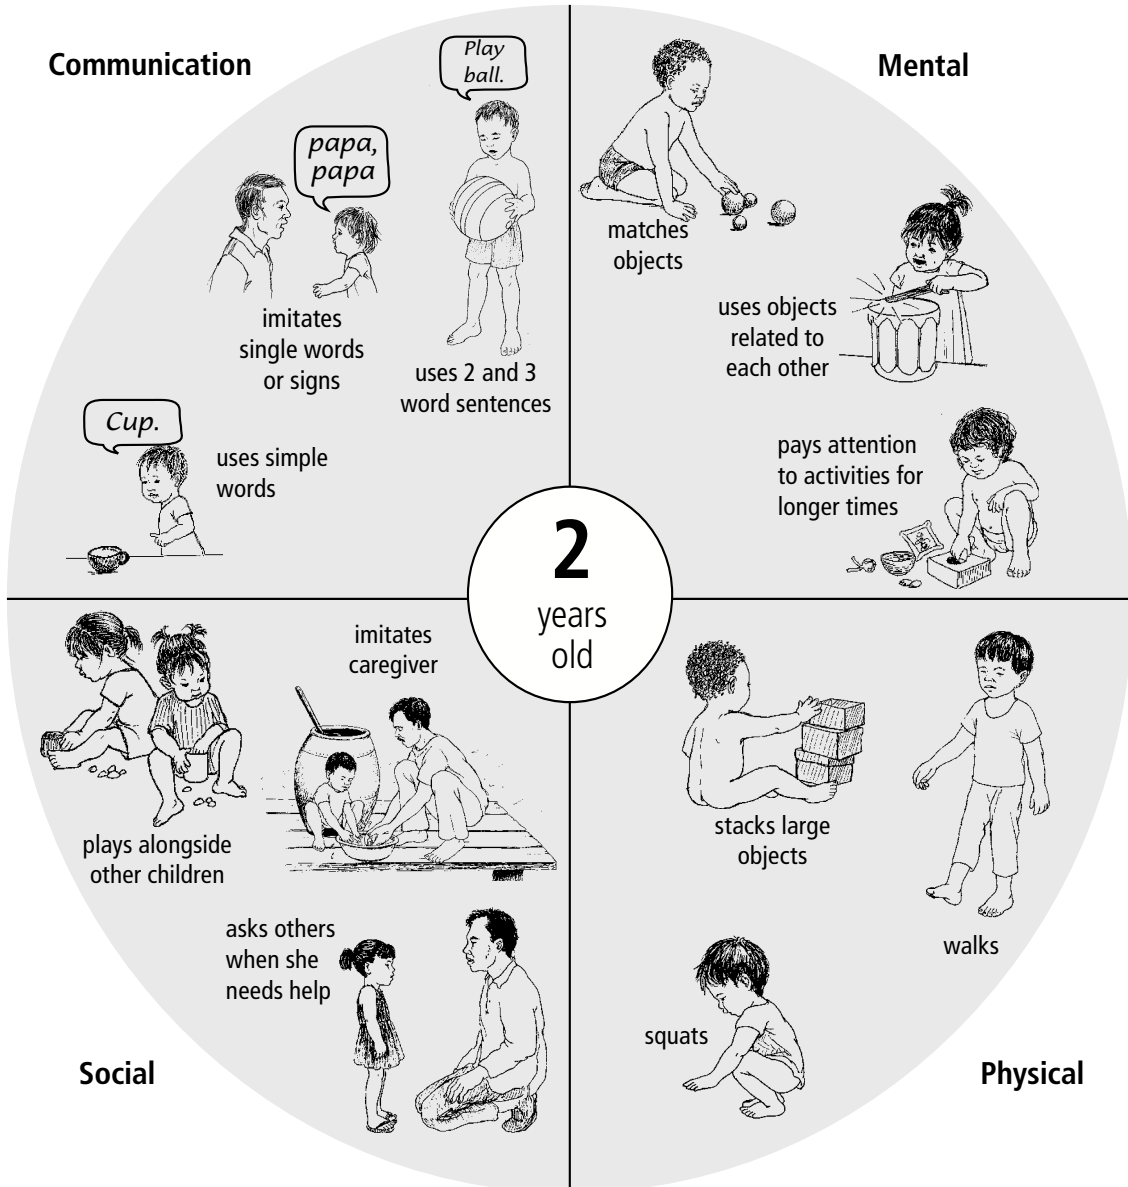 Communication
Play
ball.
papa,
papa
imitates
single words
or signs
uses 2 and 3
word sentences
Cup.
uses simple
words
Mental
matches
objects
uses objects
related to
each other
pays attention
to activities for
longer times
2
years
old
imitates
caregiver
plays alongside
other children
asks others
when she
needs help
Social
stacks large
objects
walks
squats
Physical